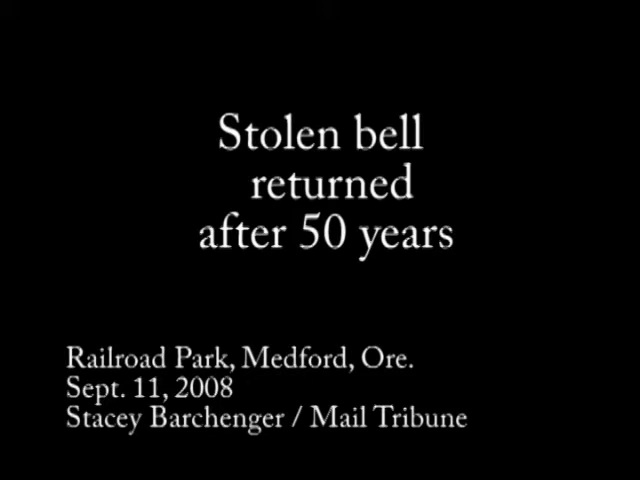 Stolen bell
returned
after 50 years
Railroad Park, Medford, Ore.
Sept. 11, 2008
Stacey Barchenger / Mail Tribune